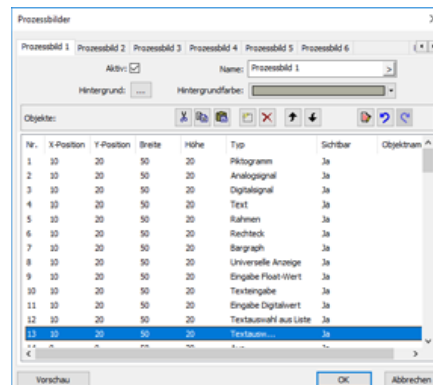 Prozessbilder
Prozessbild 1 Prozessbild 2 Prozessbild 3 Prozessbild 4 Prozessbild 5 Prozessbild 6
Aktiv: Name: Prozessbild 1 >
Hintergrund: ... Hintergrundfarbe:
Objekte:
Nr. X-Position Y-Position Breite Höhe Typ Sichtbar Objektnam
1 10 20 50 20 Piktogramm Ja
2 10 20 50 20 Analogsignal Ja
3 10 20 50 20 Digitalsignal Ja
4 10 20 50 20 Text Ja
5 10 20 50 20 Rahmen Ja
6 10 20 50 20 Rechteck Ja
7 10 20 50 20 Bargraph Ja
8 10 20 50 20 Universelle Anzeige Ja
9 10 20 50 20 Eingabe Float-Wert Ja
10 10 20 50 20 Texteingabe Ja
11 10 20 50 20 Eingabe Digitalwert Ja
12 10 20 50 20 Textauswahl aus Liste Ja
13 10 20 50 20 Textausw... Ja
Vorschau OK Abbrechen